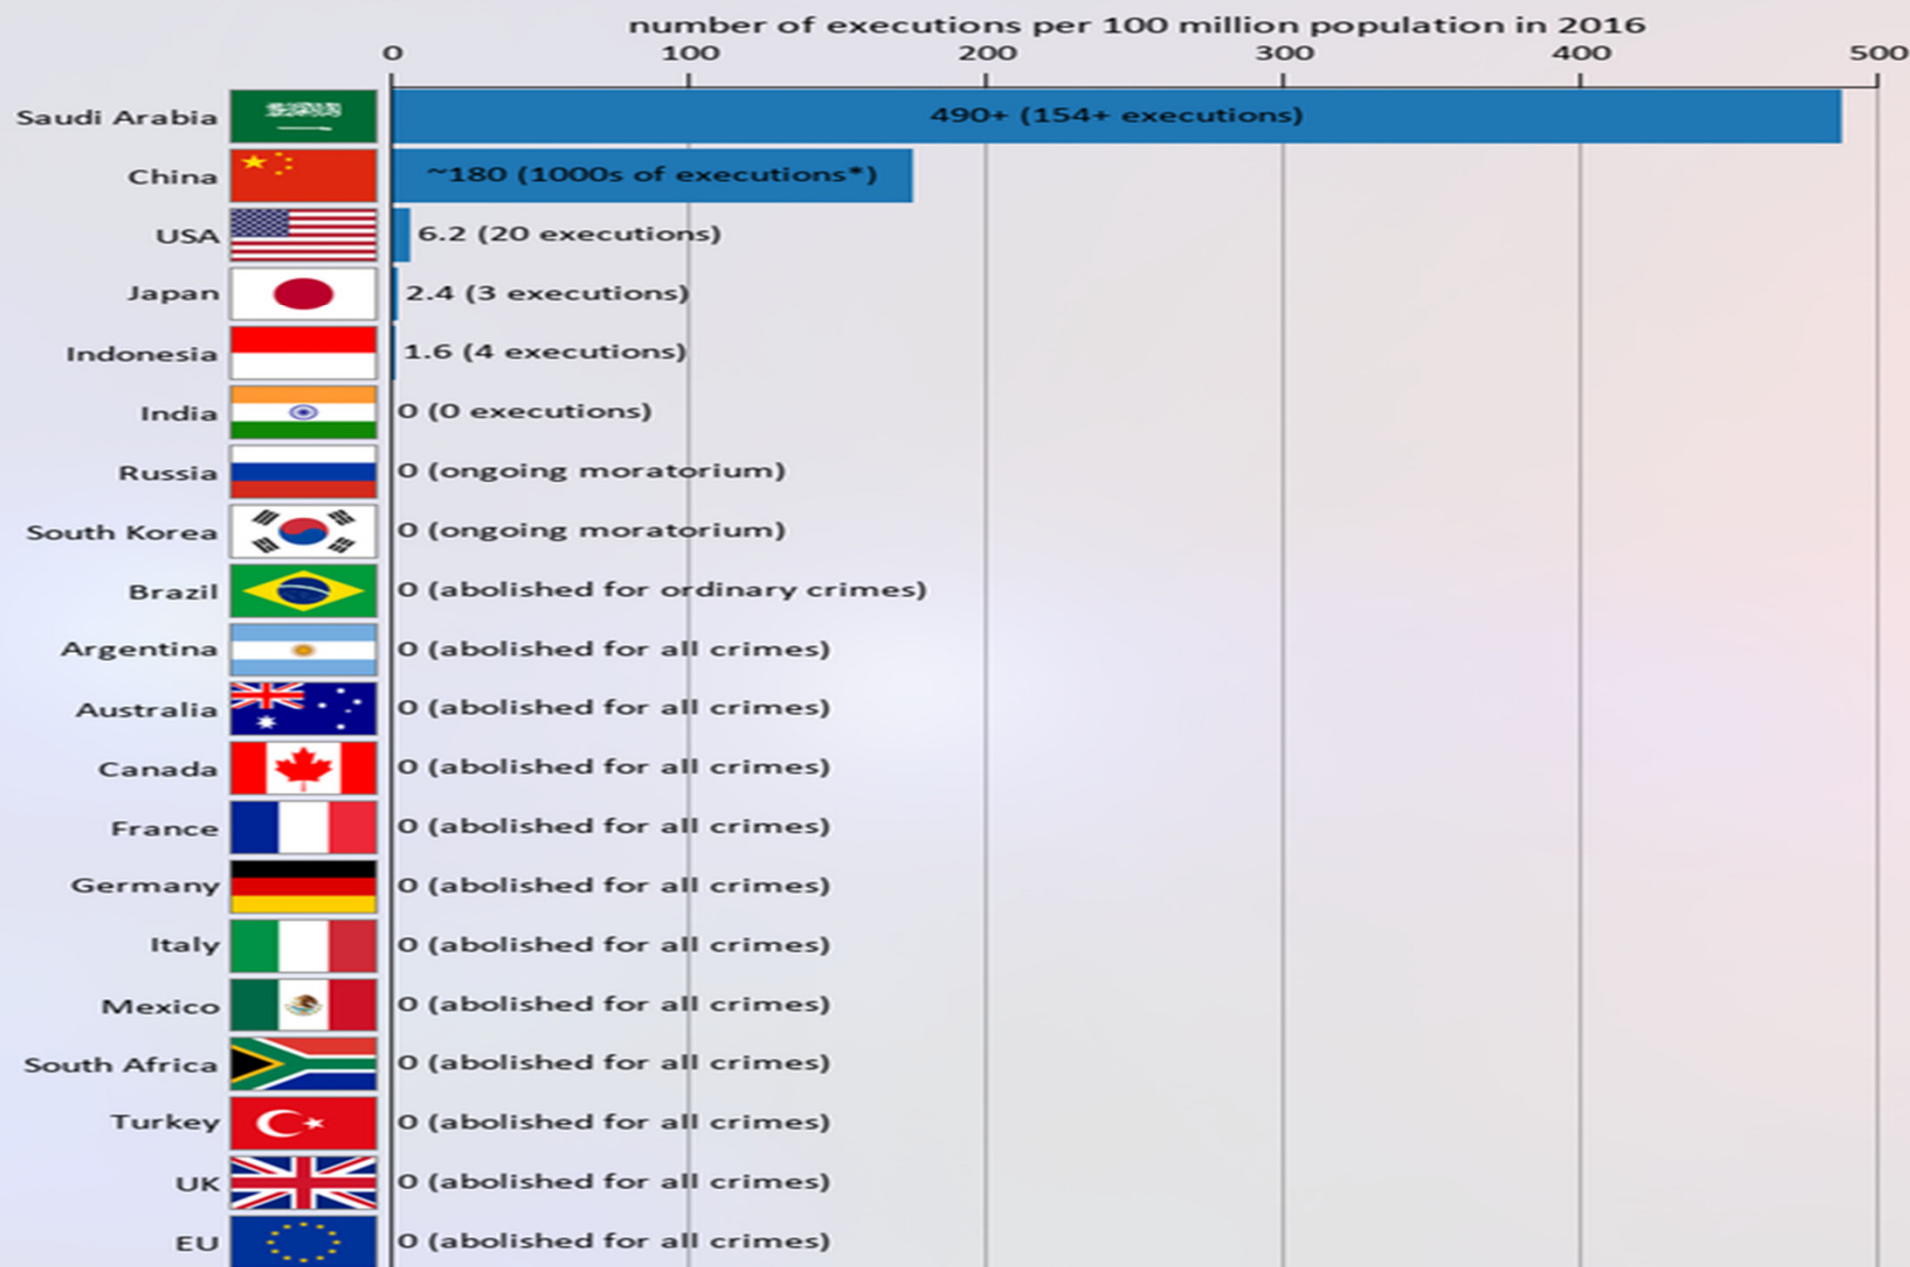 number of executions per 100 million population in 2016
0 100 200 300 400 500
Saudi Arabia 490+ (154+ executions)
China ~180 (1000s of executions*)
USA 6.2 (20 executions)
Japan 2.4 (3 executions)
Indonesia 1.6 (4 executions)
India 0 (0 executions)
Russia 0 (ongoing moratorium)
South Korea 0 (ongoing moratorium)
Brazil 0 (abolished for ordinary crimes)
Argentina 0 (abolished for all crimes)
Australia 0 (abolished for all crimes)
Canada 0 (abolished for all crimes)
France 0 (abolished for all crimes)
Germany 0 (abolished for all crimes)
Italy 0 (abolished for all crimes)
Mexico 0 (abolished for all crimes)
South Africa 0 (abolished for all crimes)
Turkey 0 (abolished for all crimes)
UK 0 (abolished for all crimes)
EU 0 (abolished for all crimes)